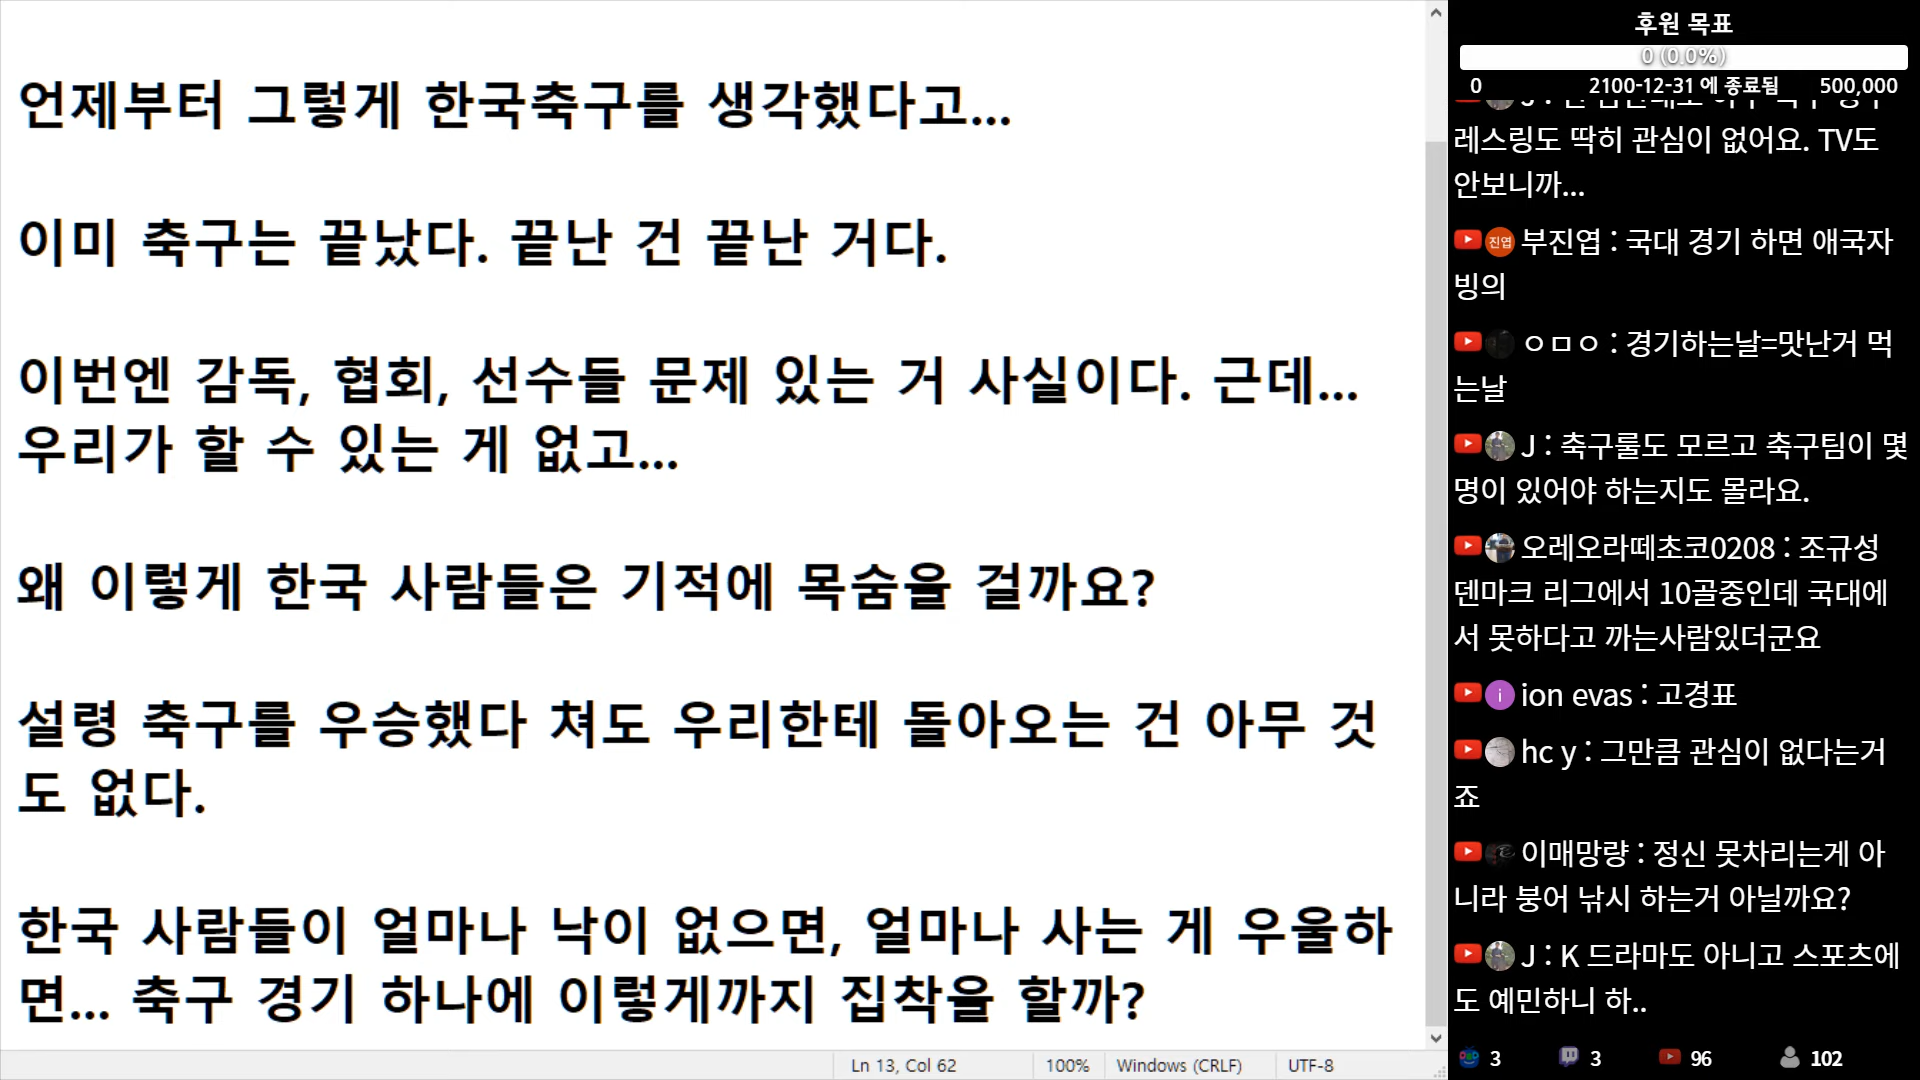 언제부터 그렇게 한국축구를 생각했다고...
이미 축구는 끝났다. 끝난 건 끝난 거다.
이번엔 감독, 협회, 선수들 문제 있는 거 사실이다. 근데...
우리가 할 수 있는 게 없고...
왜 이렇게 한국 사람들은 기적에 목숨을 걸까요?
설령 축구를 우승했다 쳐도 우리한테 돌아오는 건 아무 것
도 없다.
한국 사람들이 얼마나 낙이 없으면, 얼마나 사는 게 우울하
면... 축구 경기 하나에 이렇게까지 집착을 할까?
Ln 13, Col 62
100%
Windows (CRLF)
UTF-8
후원 목표
0 (0.0%)
0 2100-12-31 에 종료됨 500,000
레스링도 딱히 관심이 없어요. TV도
안보니까...
진엽 부진엽 : 국대 경기 하면 애국자
빙의
ㅇㅁㅇ : 경기하는날=맛난거 먹
는날
J : 축구룰도 모르고 축구팀이 몇
명이 있어야 하는지도 몰라요.
오레오라떼초코0208 : 조규성
덴마크 리그에서 10골중인데 국대에
서 못하다고 까는사람있더군요
i ion evas : 고경표
hc y : 그만큼 관심이 없다는거
죠
이매망량 : 정신 못차리는게 아
니라 붕어 낚시 하는거 아닐까요?
J : K 드라마도 아니고 스포츠에
도 예민하니 하..
3 3 96 102